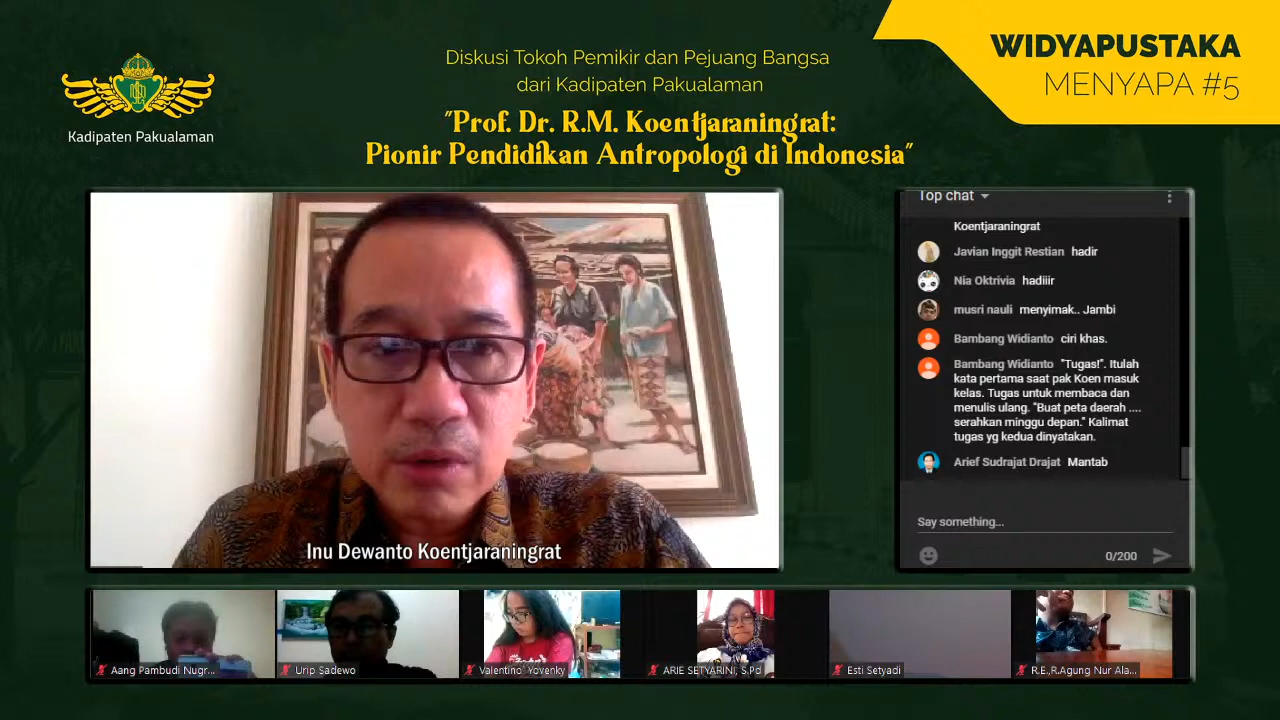 Diskusi Tokoh Pemikir dan Pejuang Bangsa
dari Kadipaten Pakualaman
"Prof. Dr. R.M. Koentjaraningrat:
Pionir Pendidikan Antropologi di Indonesia"
WIDYAPUSTAKA
MENYAPA #5
Kadipaten Pakualaman
Inu Dewanto Koentjaraningrat
Top chat
Koentjaraningrat
Javian Inggit Restian hadir
Nia Oktrivia hadiiir
musri nauli menyimak.. Jambi
Bambang Widianto ciri khas.
Bambang Widianto "Tugas!". Itulah
kata pertama saat pak Koen masuk
kelas. Tugas untuk membaca dan
menulis ulang. "Buat peta daerah ....
serahkan minggu depan." Kalimat
tugas yg kedua dinyatakan.
Arief Sudrajat Drajat Mantab
Say something...
0/200
Aang Pambudi Nugr...
Urip Sadewo
Valentino Yovenky
ARIE SETYARINI, S.Pd
Esti Setyadi
R.E.,R.Agung Nur Ala...